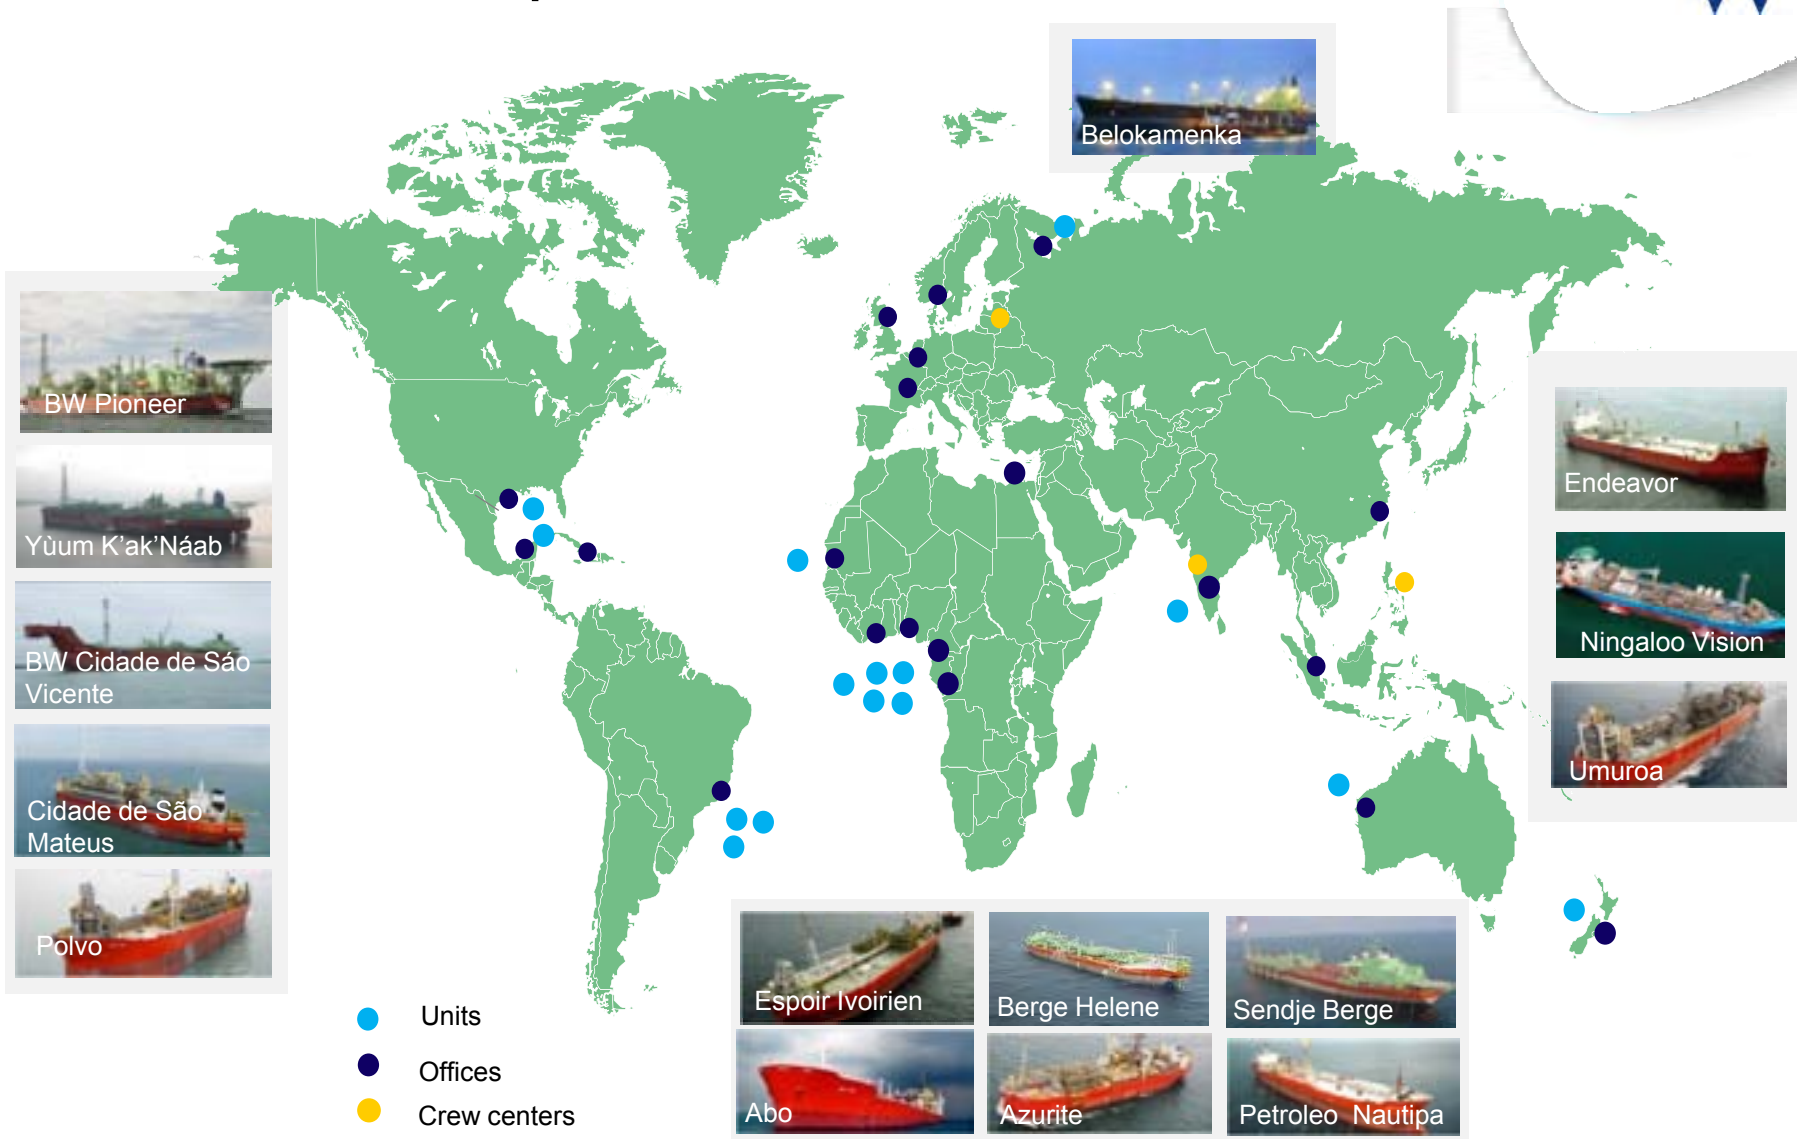 Belokamenka
BW Pioneer
Yùum K'ak'Náab
BW Cidade de Sáo
Vicente
Cidade de São
Mateus
Polvo
Endeavor
Ningaloo Vision
Umuroa
Espoir Ivoirien
Berge Helene
Sendje Berge
Abo
Azurite
Petroleo Nautipa
Units
Offices
Crew centers